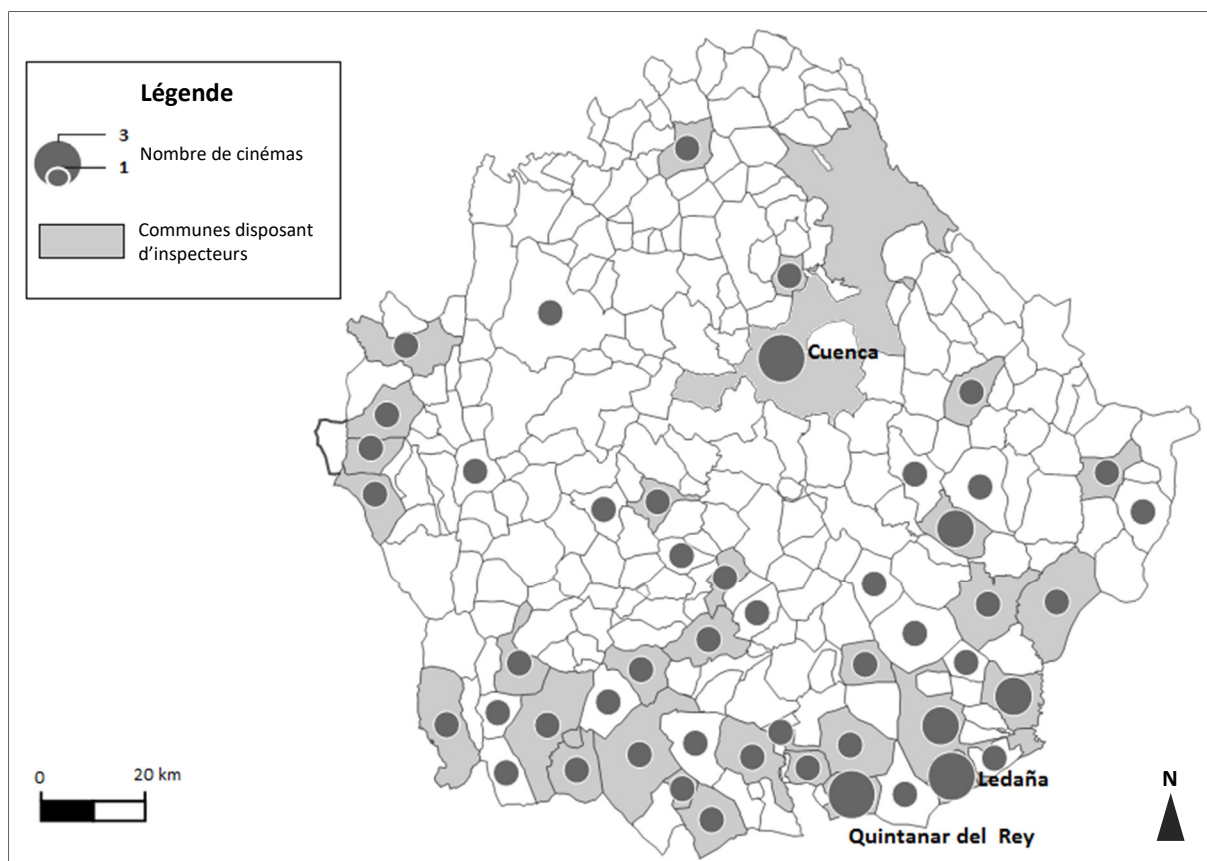 Légende
3
Nombre de cinémas
1
Communes disposant
d'inspecteurs
Cuenca
0
20 km
Ledaña
N
Quintanar del Rey